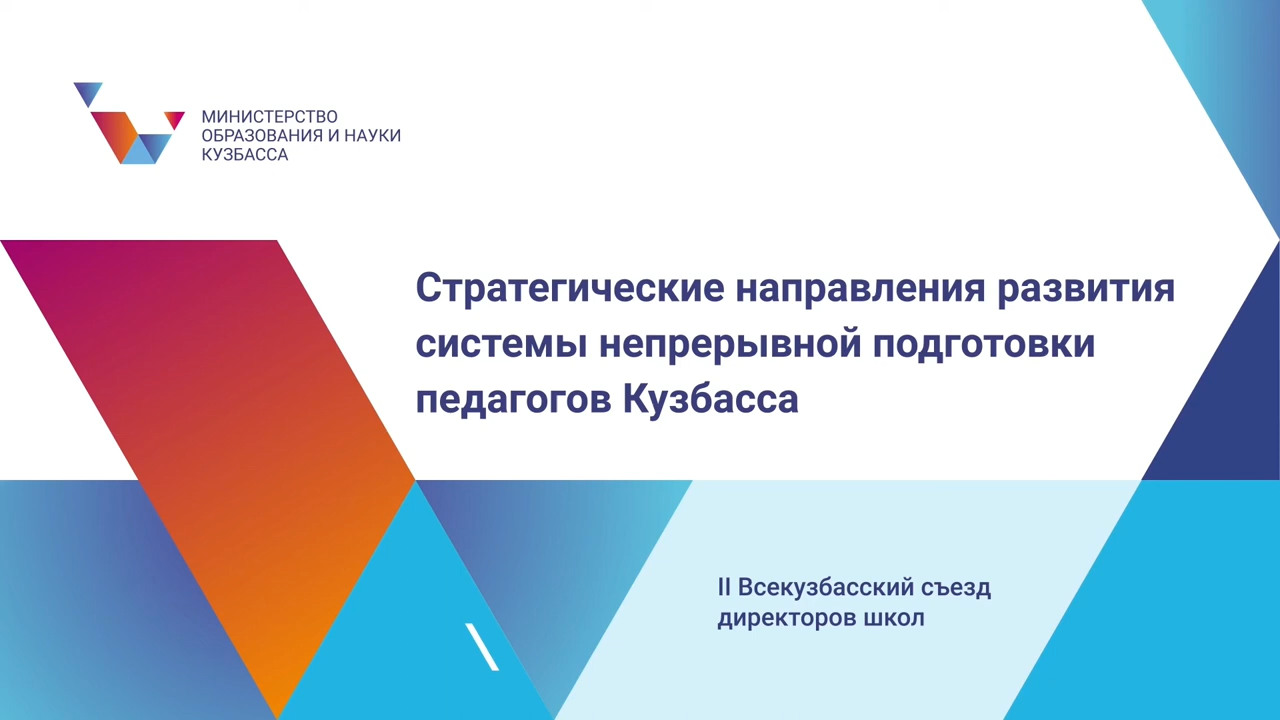 МИНИСТЕРСТВО
ОБРАЗОВАНИЯ И НАУКИ
КУЗБАССА
Стратегические направления развития
системы непрерывной подготовки
педагогов Кузбасса
II Всекузбасский съезд
директоров школ